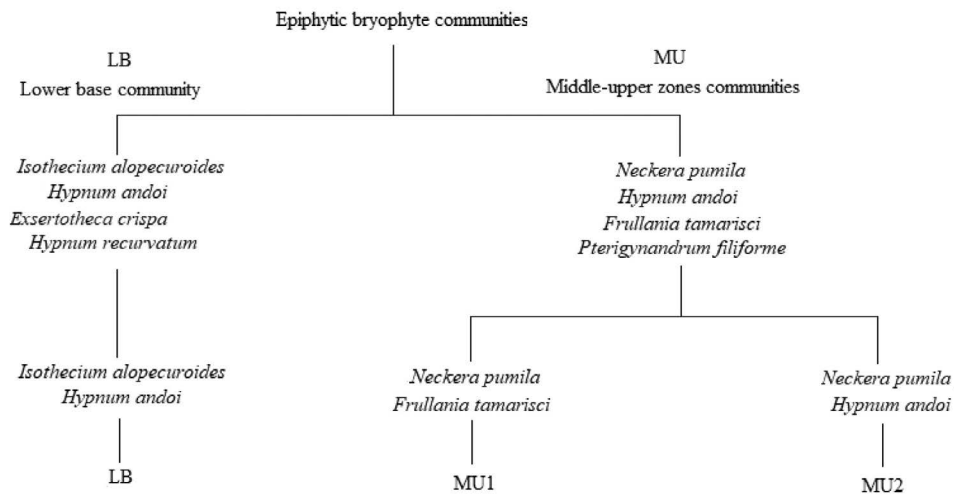 Epiphytic bryophyte communities
LB
Lower base community
MU
Middle-upper zones communities
Isothecium alopecuroides
Hypnum andoi
Exsertotheca crispa
Hypnum recurvatum
Neckera pumila
Hypnum andoi
Frullania tamarisci
Pterigynandrum filiforme
Isothecium alopecuroides
Hypnum andoi
Neckera pumila
Frullania tamarisci
Neckera pumila
Hypnum andoi
LB
MU1
MU2